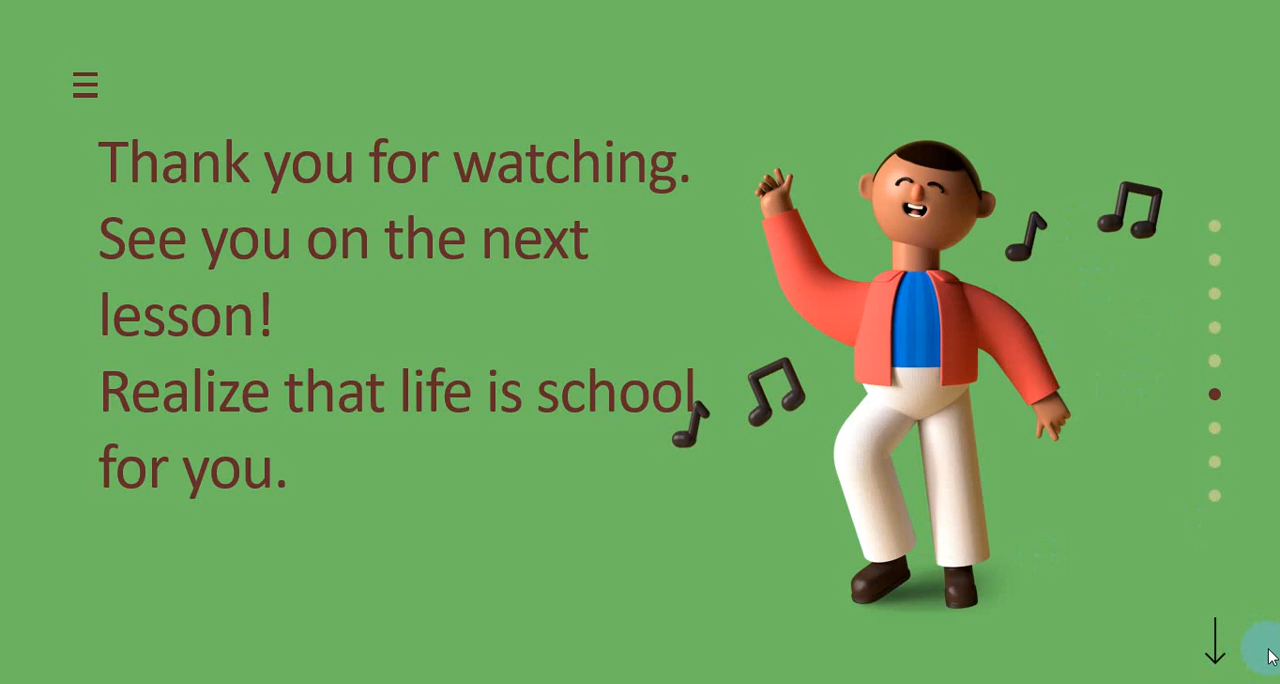 Thank you for watching.
See you on the next
lesson!
Realize that life is school
for you.